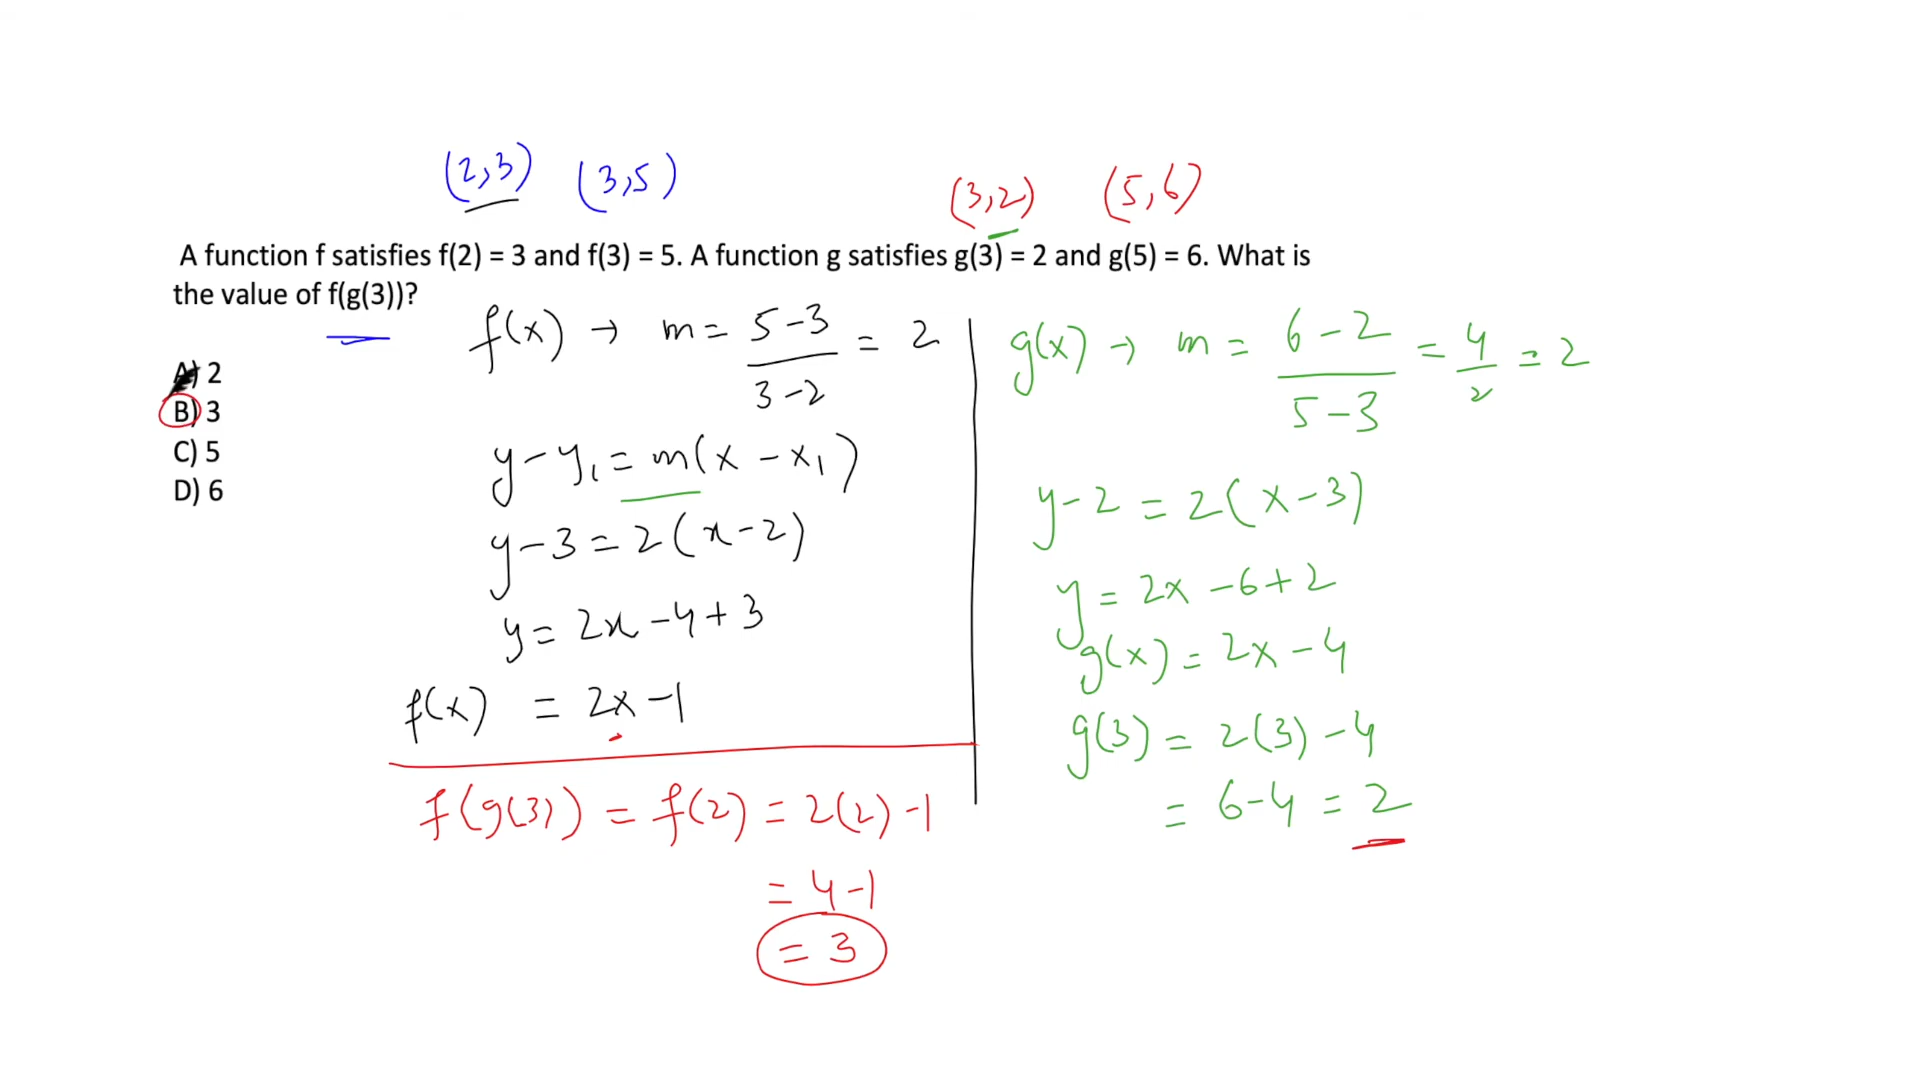 (2,3) (3,5) (3,2) (5,6)
A function f satisfies f(2) = 3 and f(3) = 5. A function g satisfies g(3) = 2 and g(5) = 6. What is
the value of f(g(3))?
A) 2
B) 3
C) 5
D) 6
f(x) → m = 5-3/3-2 = 2
y-y₁ = m(x-x₁)
y-3 = 2(x-2)
y = 2x-4+3
f(x) = 2x-1
g(x) → m = 6-2/5-3 = 4/2 = 2
y-2 = 2(x-3)
y = 2x-6+2
g(x) = 2x-4
g(3) = 2(3)-4
= 6-4 = 2
f(g(3)) = f(2) = 2(2)-1
= 4-1
= 3